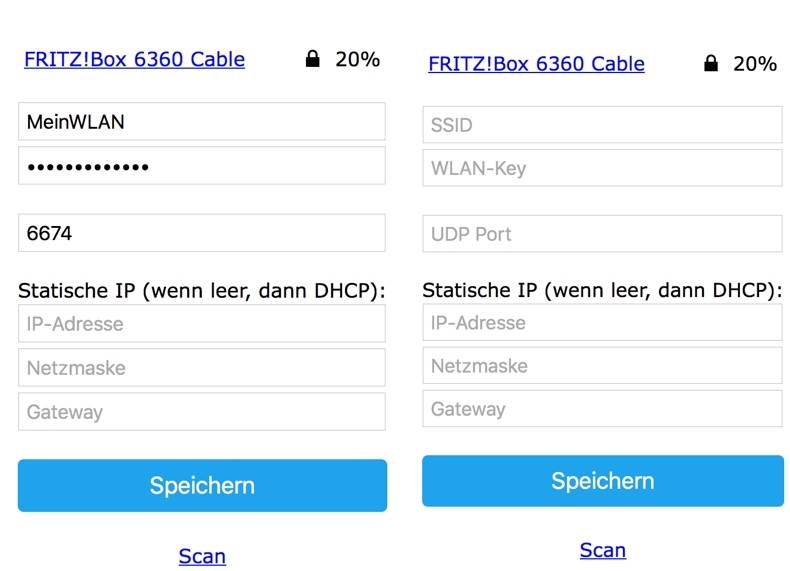 FRITZ!Box 6360 Cable 20%
MeinWLAN
•••••••••••••
6674
Statische IP (wenn leer, dann DHCP):
IP-Adresse
Netzmaske
Gateway
Speichern
Scan
FRITZ!Box 6360 Cable 20%
SSID
WLAN-Key
UDP Port
Statische IP (wenn leer, dann DHCP):
IP-Adresse
Netzmaske
Gateway
Speichern
Scan